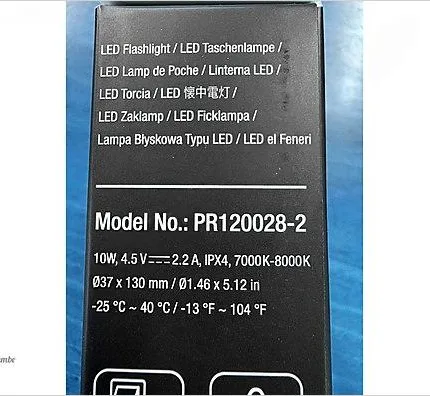 LED Flashlight / LED Taschenlampe /
LED Lamp de Poche / Linterna LED /
LED Torcia / LED 懐中電灯 /
LED Zaklamp / LED Ficklampa /
Lampa Błyskowa Typu LED / LED el Feneri
Model No.: PR120028-2
10W, 4.5 V⎓2.2 A, IPX4, 7000K-8000K
Ø37 x 130 mm / Ø1.46 x 5.12 in
-25 °C ~ 40 °C / -13 °F ~ 104 °F